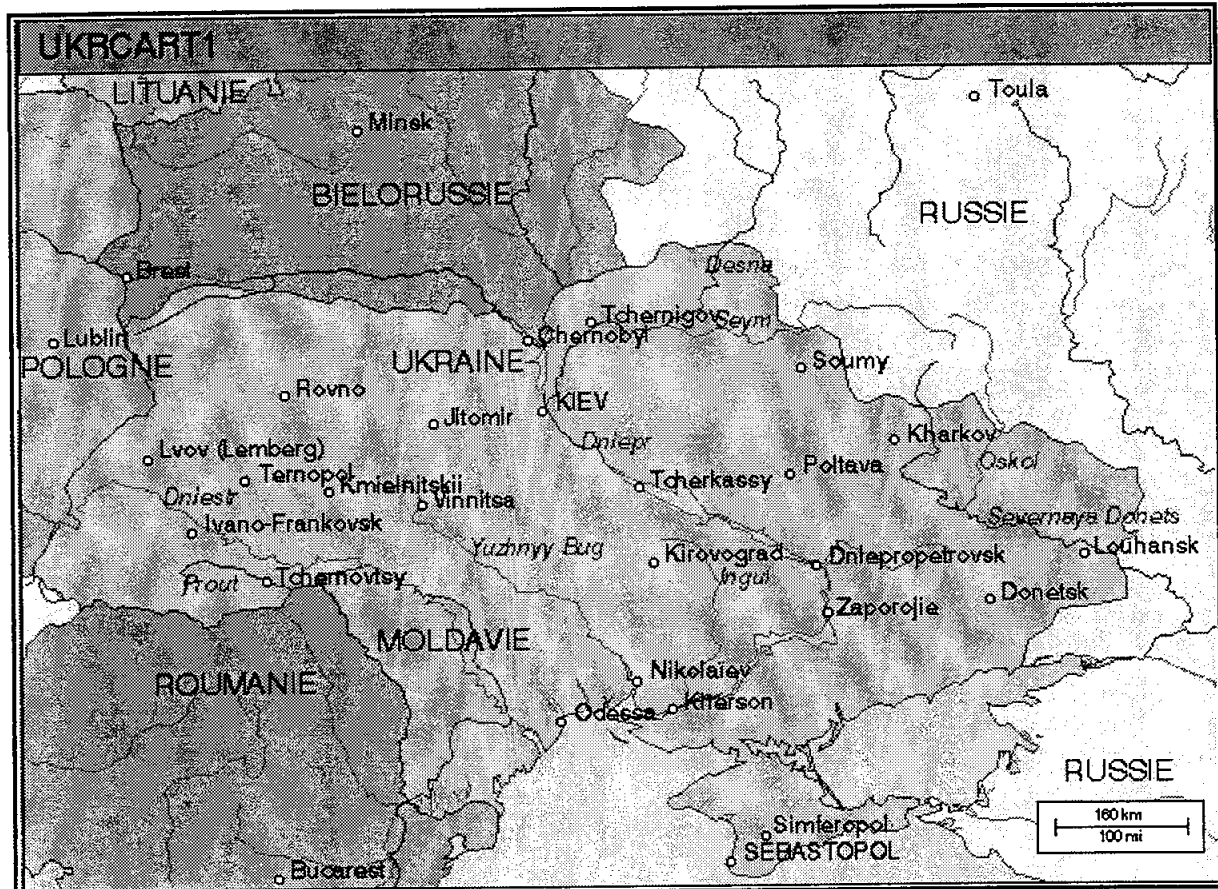 UKRCART1
LITUANIE
Toula
Minsk
BIELORUSSIE
RUSSIE
Desna
Brest
Tchernigov
Seym
Chernobyl
Lublin
POLOGNE
UKRAINE
Soumy
Rovno
KIEV
Jitomir
Dniepr
Kharkov
Lvov (Lemberg)
Oskol
Poltava
Ternopol
Tcherkassy
Kmielnitskii
Dniestr
Vinnitsa
Severnaya Donets
Ivano-Frankovsk
Yuzhnyy Bug
Kirovograd
Dniepropetrovsk
Louhansk
Prout
Tchernovtsy
Ingul
Donetsk
Zaporojie
MOLDAVIE
Nikolaiev
ROUMANIE
Kherson
Odessa
RUSSIE
160 km
100 mi
Simferopol
SEBASTOPOL
Bucarest